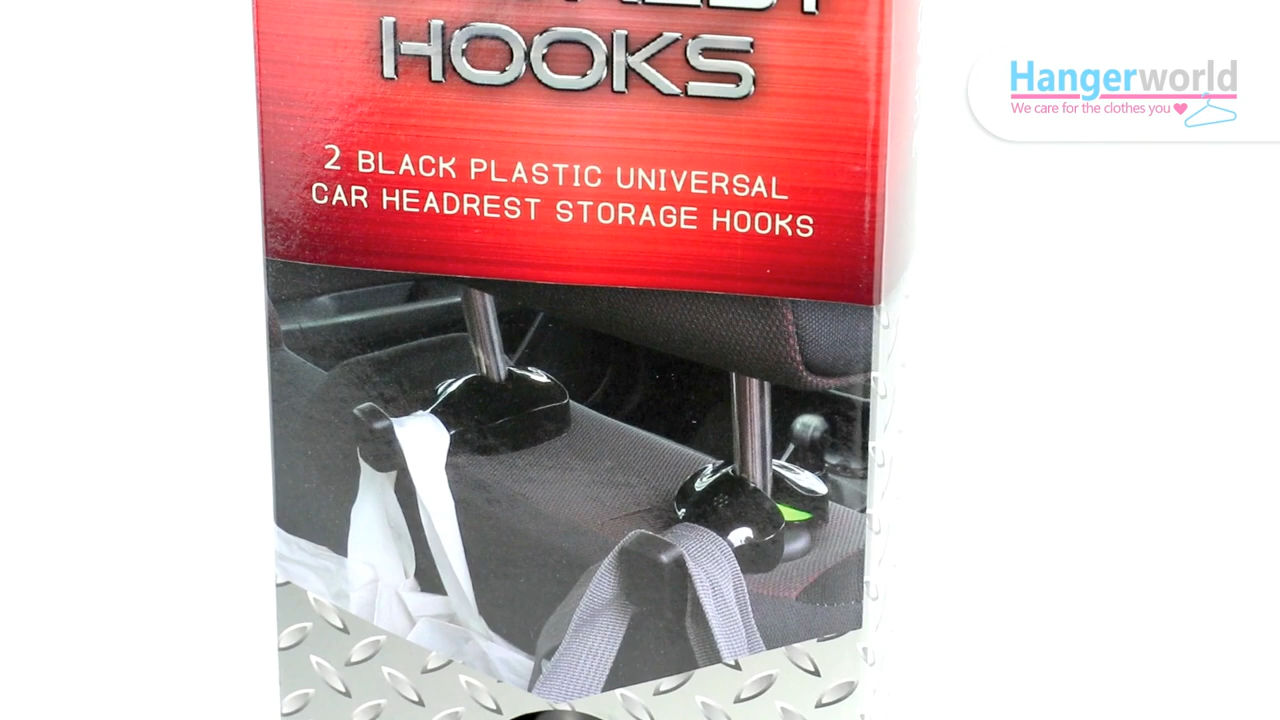 HOOKS
2 BLACK PLASTIC UNIVERSAL
CAR HEADREST STORAGE HOOKS
Hangerworld
We care for the clothes you